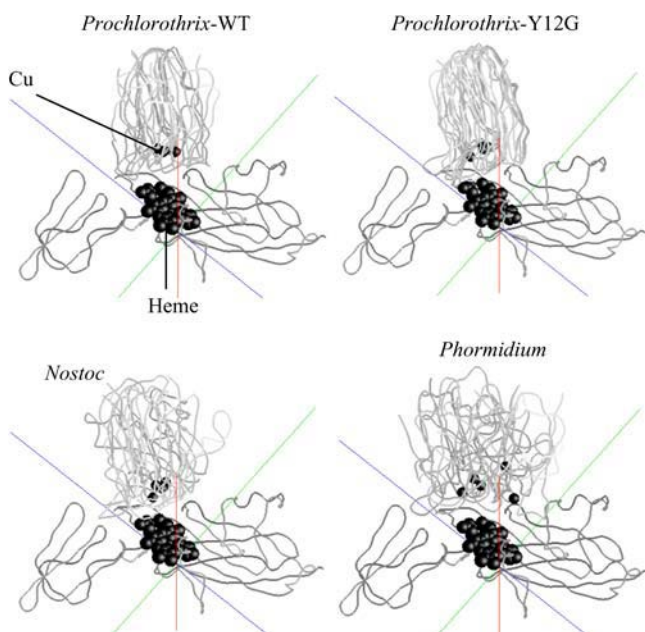 Prochlorothrix-WT
Prochlorothrix-Y12G
Cu
Heme
Nostoc
Phormidium